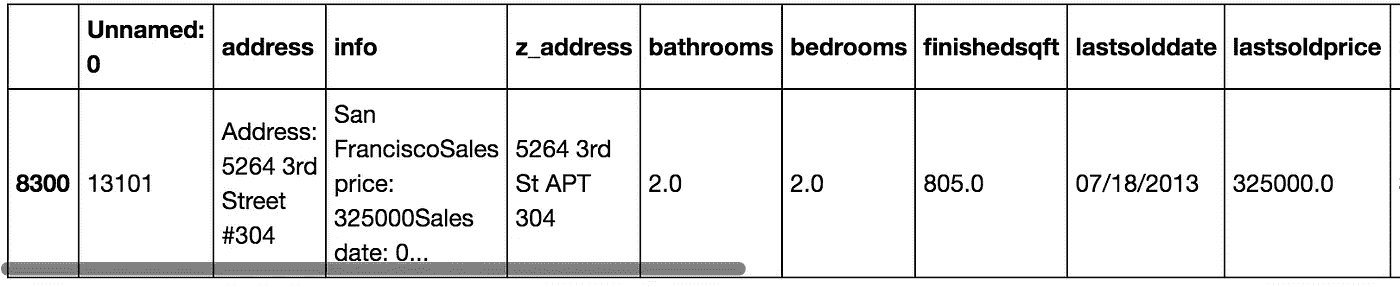 Unnamed: 0 address info z_address bathrooms bedrooms finishedsqft lastsolddate lastsoldprice
8300 13101 Address: 5264 3rd Street #304 San FranciscoSales price: 325000Sales date: 0... 5264 3rd St APT 304 2.0 2.0 805.0 07/18/2013 325000.0